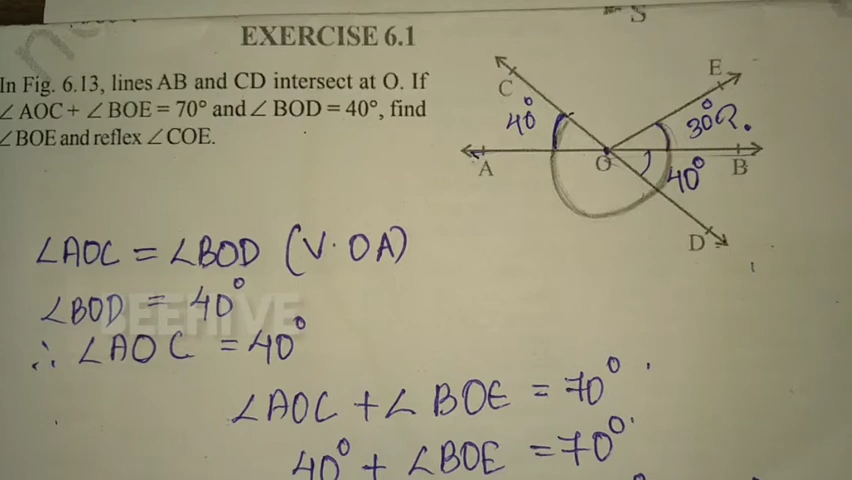 EXERCISE 6.1
In Fig. 6.13, lines AB and CD intersect at O. If
∠ AOC + ∠ BOE = 70° and ∠ BOD = 40°, find
∠ BOE and reflex ∠ COE.
S
C
E
40°
30°
A
O
40°
B
D
∠AOC = ∠BOD (V.OA)
∠BOD = 40°
BEEHIVE
∴ ∠AOC = 40°
∠AOC + ∠BOE = 70°
40° + ∠BOE = 70°